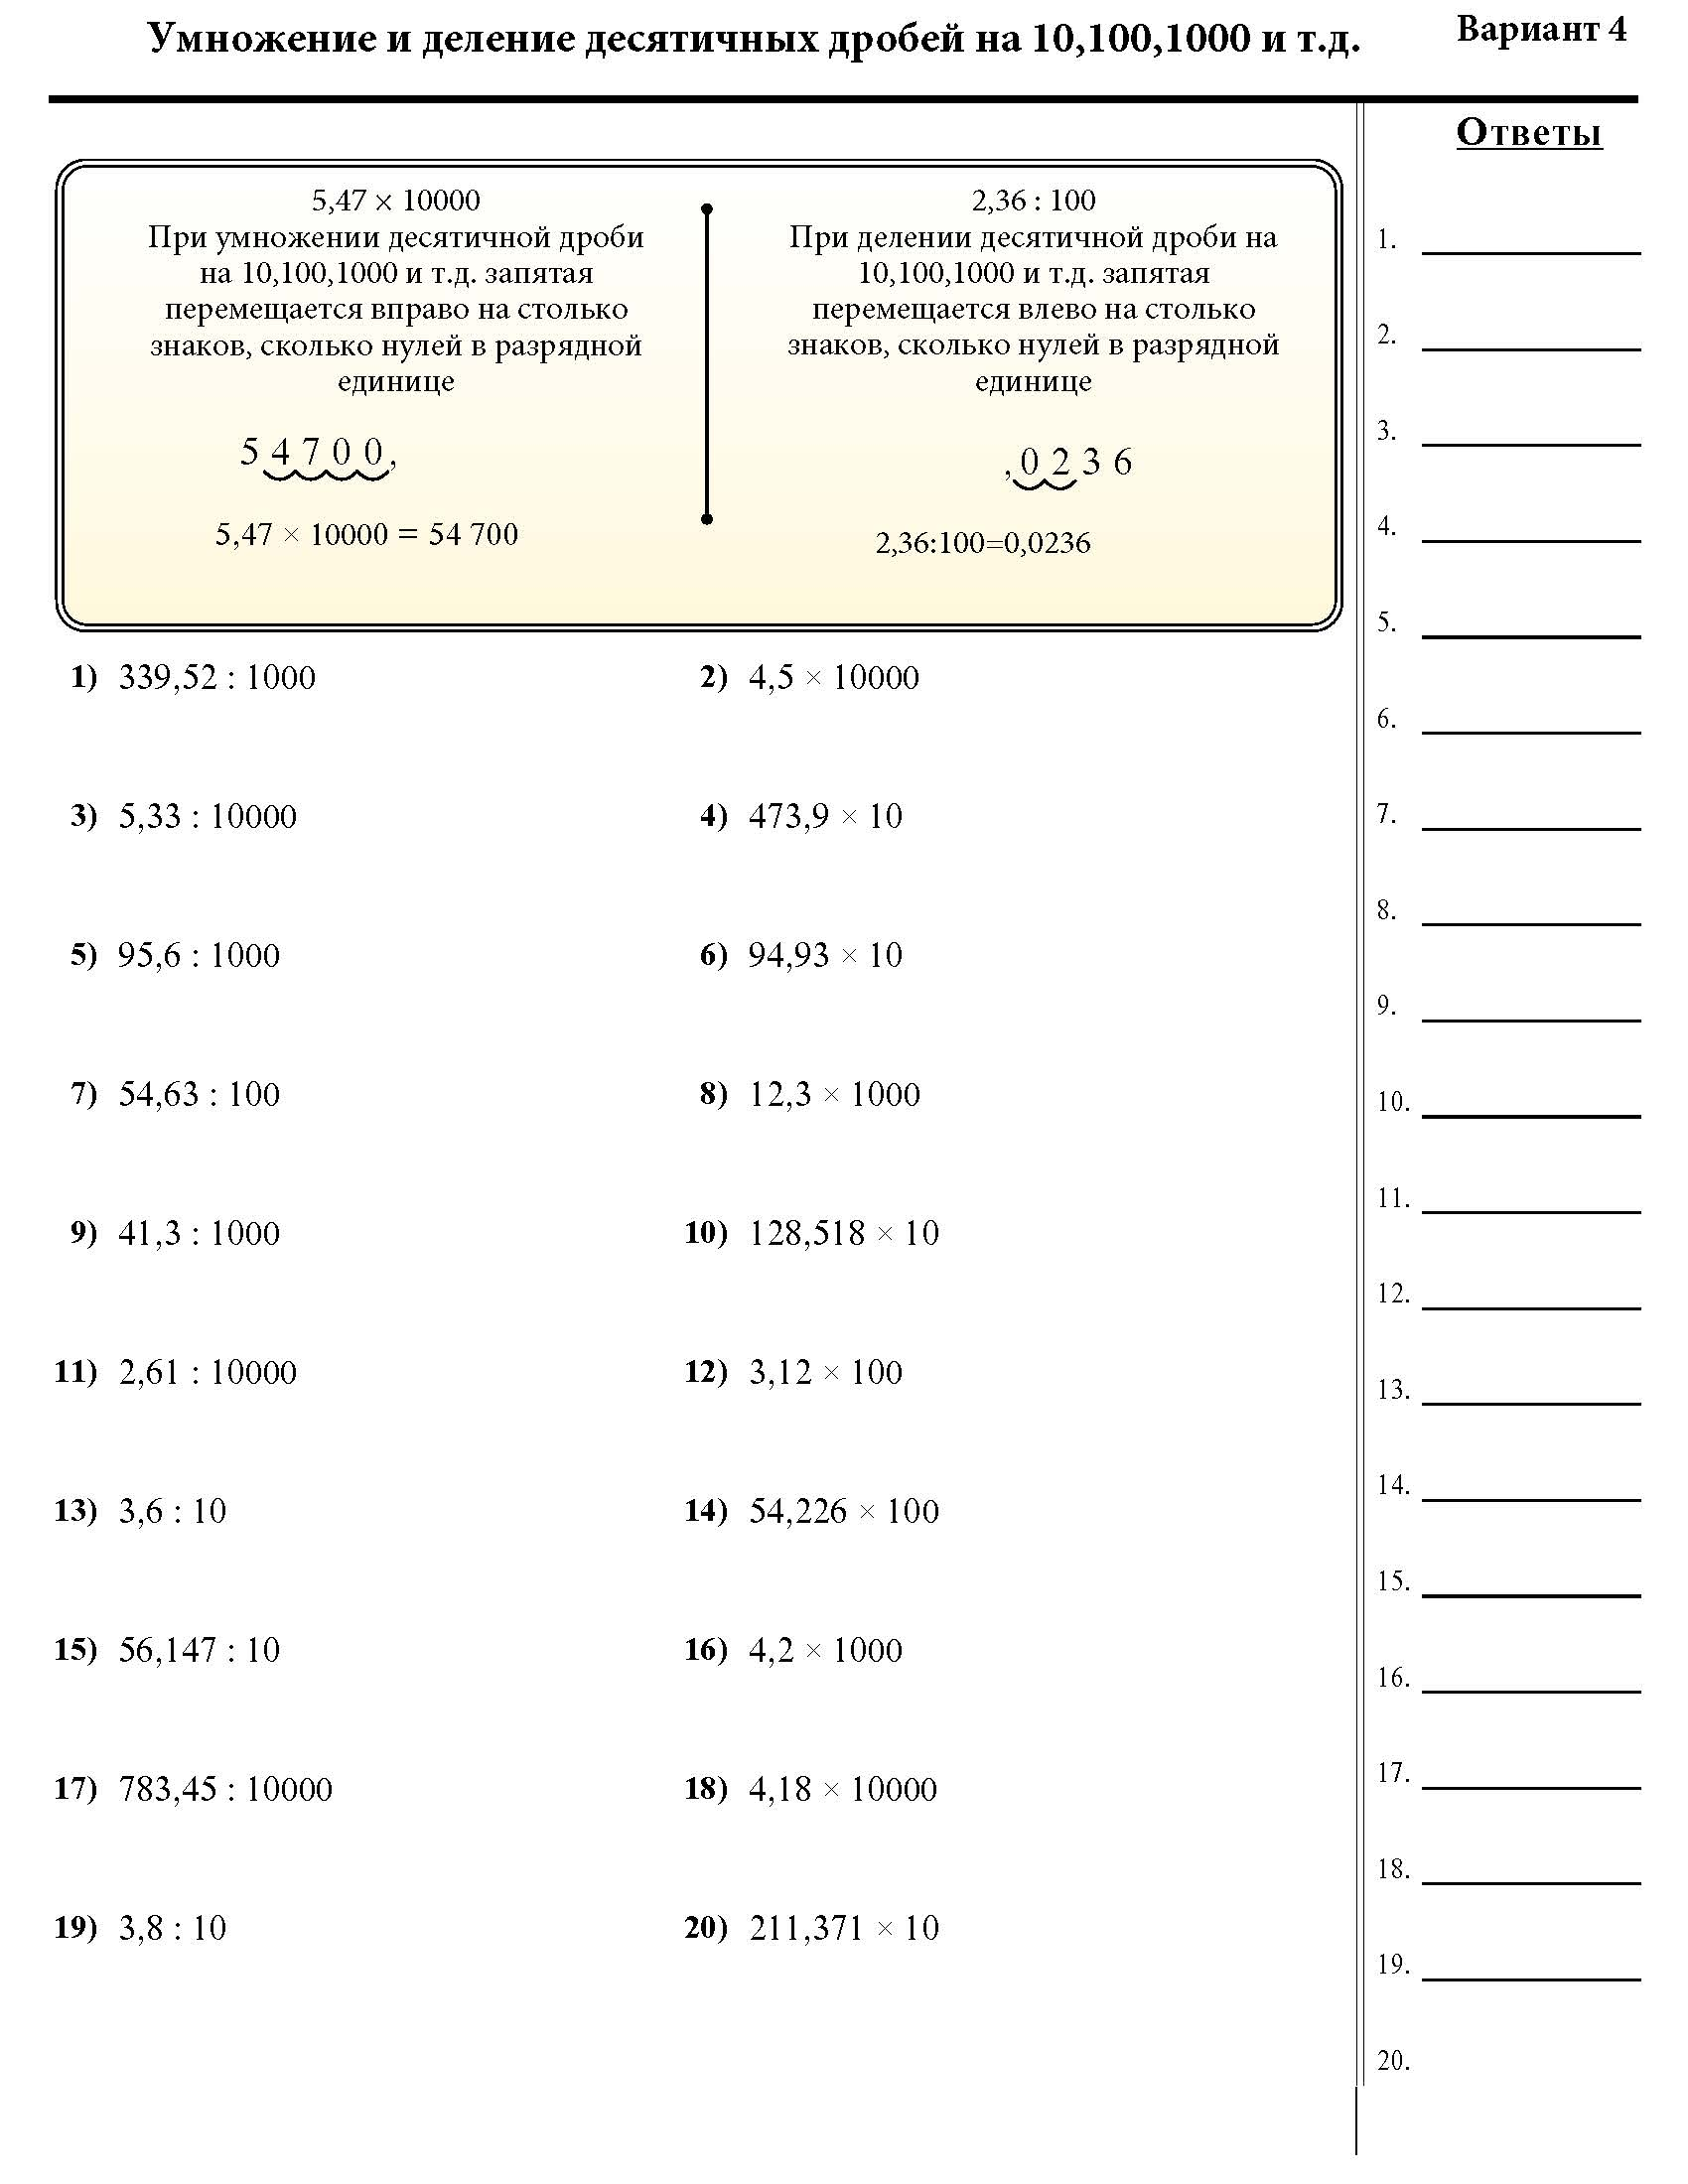 Умножение и деление десятичных дробей на 10,100,1000 и т.д.
Вариант 4
5,47 × 10000
При умножении десятичной дроби
на 10,100,1000 и т.д. запятая
перемещается вправо на столько
знаков, сколько нулей в разрядной
единице
5 4 7 0 0 ,
5,47 × 10000 = 54 700
2,36 : 100
При делении десятичной дроби на
10,100,1000 и т.д. запятая
перемещается влево на столько
знаков, сколько нулей в разрядной
единице
, 0 2 3 6
2,36:100=0,0236
1) 339,52 : 1000
2) 4,5 × 10000
3) 5,33 : 10000
4) 473,9 × 10
5) 95,6 : 1000
6) 94,93 × 10
7) 54,63 : 100
8) 12,3 × 1000
9) 41,3 : 1000
10) 128,518 × 10
11) 2,61 : 10000
12) 3,12 × 100
13) 3,6 : 10
14) 54,226 × 100
15) 56,147 : 10
16) 4,2 × 1000
17) 783,45 : 10000
18) 4,18 × 10000
19) 3,8 : 10
20) 211,371 × 10
Ответы
1.
2.
3.
4.
5.
6.
7.
8.
9.
10.
11.
12.
13.
14.
15.
16.
17.
18.
19.
20.